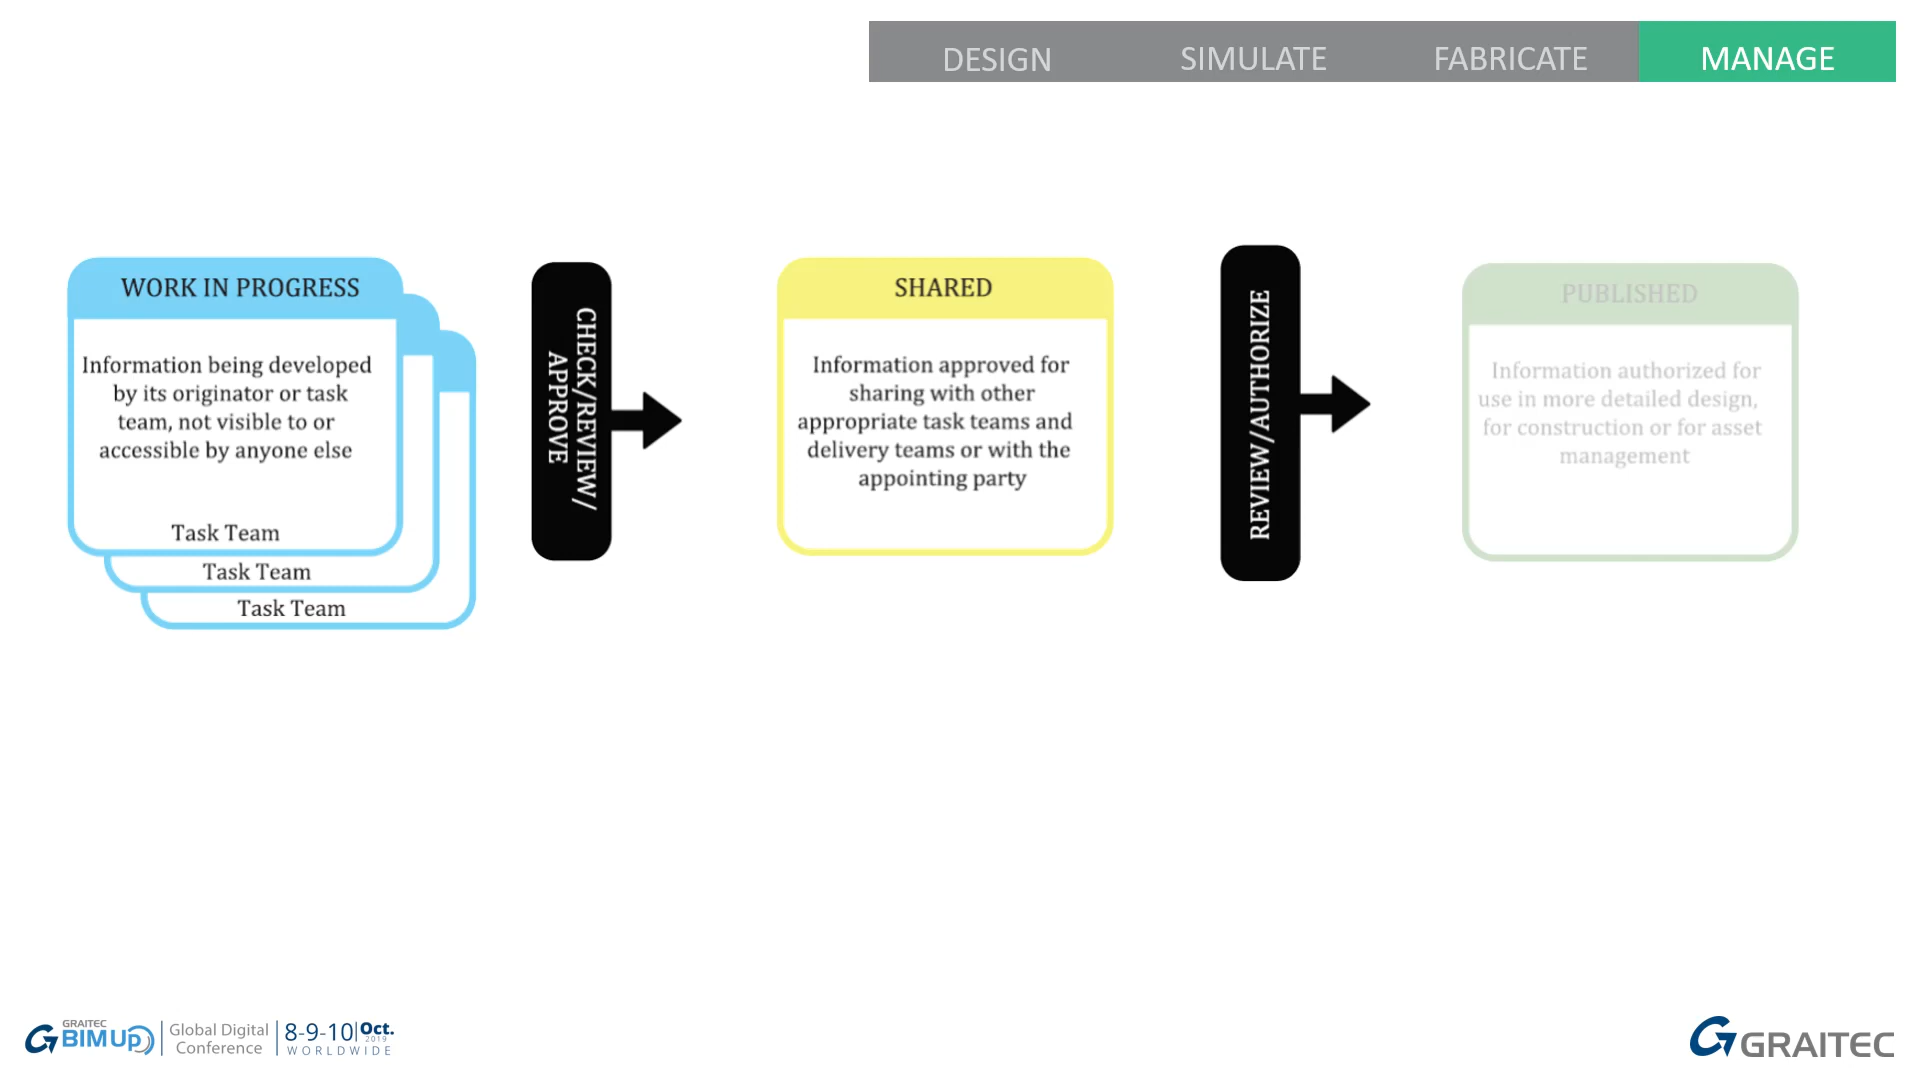 DESIGN
SIMULATE
FABRICATE
MANAGE
WORK IN PROGRESS
Information being developed
by its originator or task
team, not visible to or
accessible by anyone else
Task Team
Task Team
Task Team
CHECK/REVIEW/
APPROVE
SHARED
Information approved for
sharing with other
appropriate task teams and
delivery teams or with the
appointing party
REVIEW/AUTHORIZE
PUBLISHED
Information authorized for
use in more detailed design,
for construction or for asset
management
GRAITEC
BIMUp
Global Digital
Conference
8-9-10 Oct.
2019
WORLDWIDE
GRAITEC